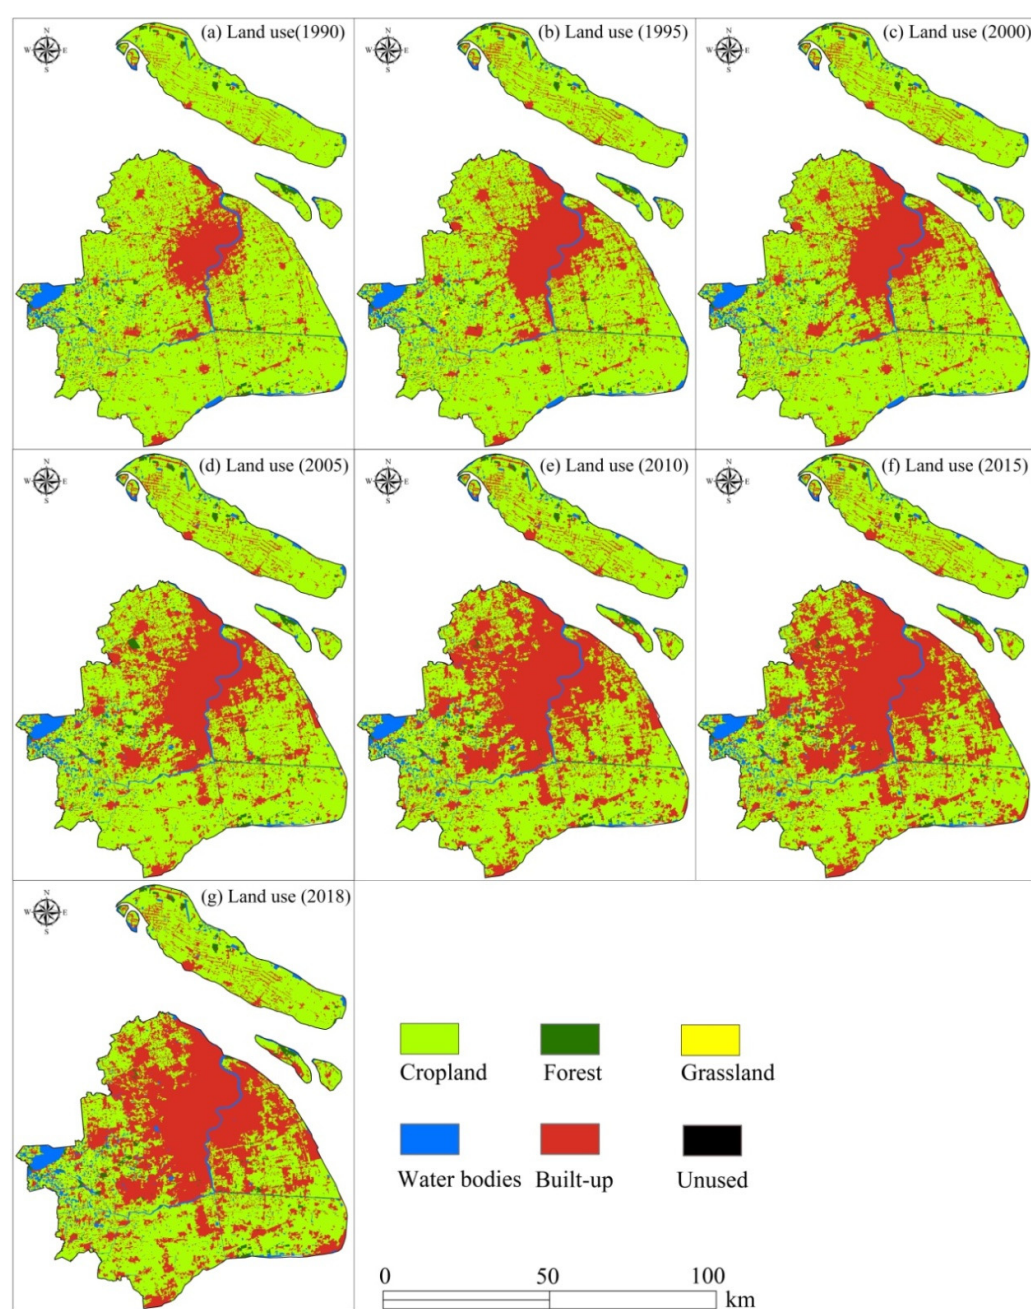 (a) Land use(1990)
(b) Land use (1995)
(c) Land use (2000)
N
W E
S
N
W E
S
N
W E
S
(d) Land use (2005)
(e) Land use (2010)
(f) Land use (2015)
N
W E
S
N
W E
S
N
W E
S
(g) Land use (2018)
N
W E
S
Cropland
Forest
Grassland
Water bodies
Built-up
Unused
0 50 100
km